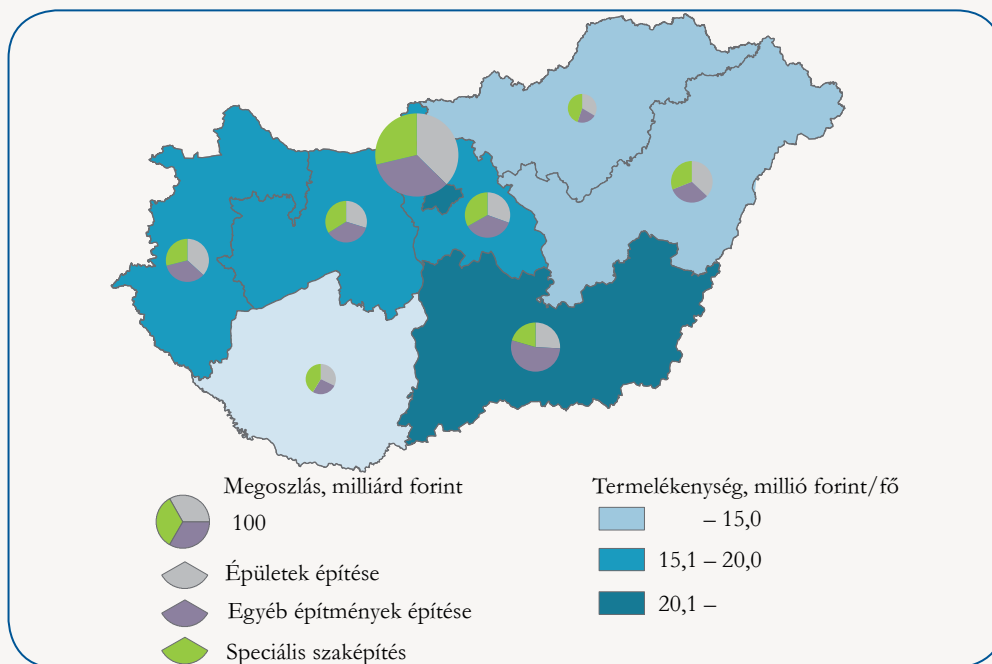 Megoszlás, milliárd forint
100
Épületek építése
Egyéb építmények építése
Speciális szaképítés
Termelékenység, millió forint/fő
– 15,0
15,1 – 20,0
20,1 –